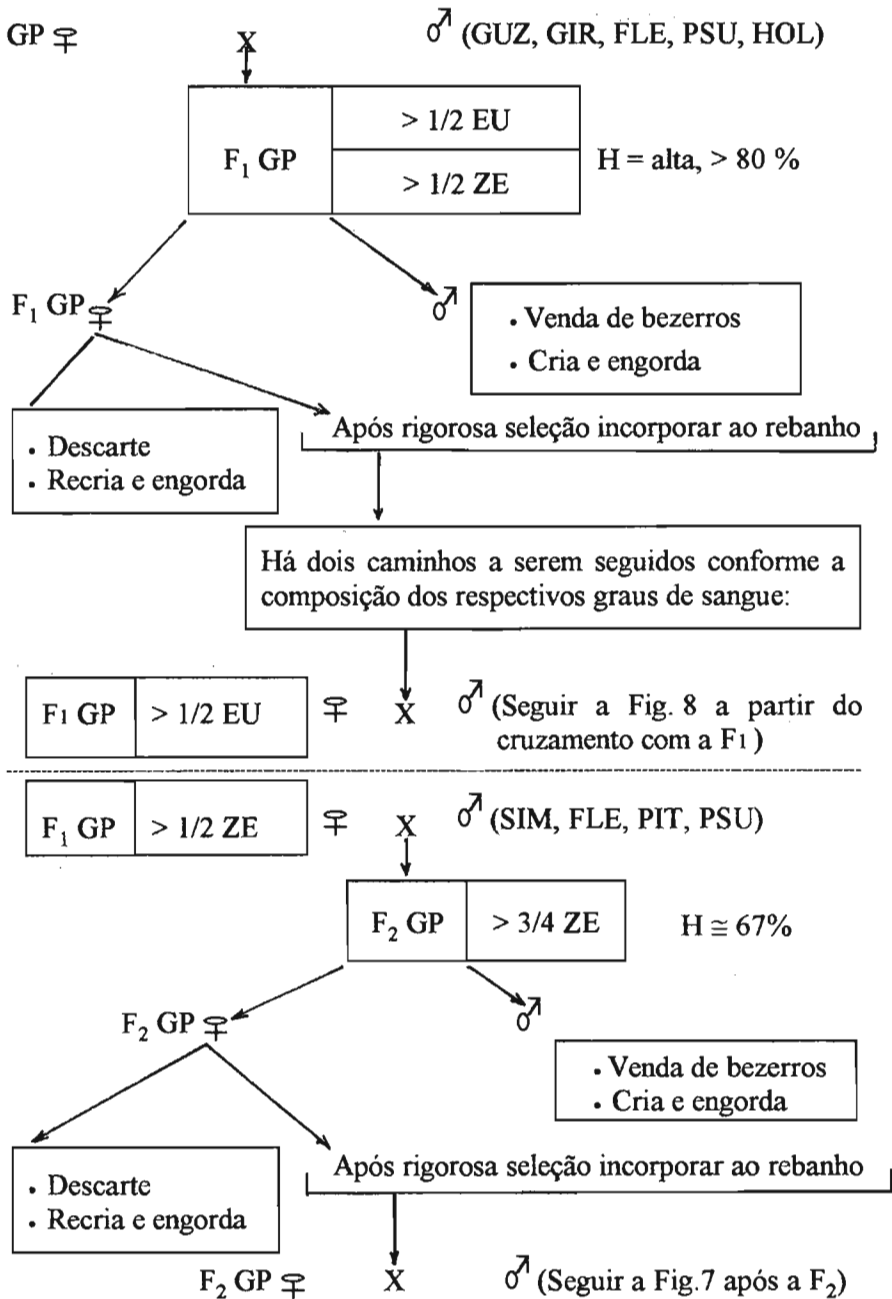 GP ♀ X ♂ (GUZ, GIR, FLE, PSU, HOL)
F₁ GP
> 1/2 EU
> 1/2 ZE
H = alta, > 80 %
F₁ GP ♀
♂
• Venda de bezerros
• Cria e engorda
• Descarte
• Recria e engorda
Após rigorosa seleção incorporar ao rebanho
Há dois caminhos a serem seguidos conforme a
composição dos respectivos graus de sangue:
F1 GP > 1/2 EU ♀ X ♂ (Seguir a Fig. 8 a partir do
cruzamento com a F1)
F₁ GP > 1/2 ZE ♀ X ♂ (SIM, FLE, PIT, PSU)
F₂ GP > 3/4 ZE H ≅ 67%
F₂ GP ♀
♂
• Venda de bezerros
• Cria e engorda
• Descarte
• Recria e engorda
Após rigorosa seleção incorporar ao rebanho
F₂ GP ♀ X ♂ (Seguir a Fig.7 após a F₂)